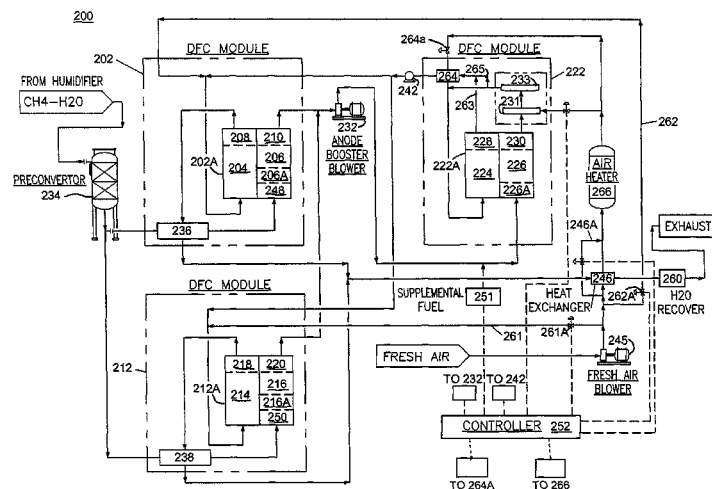 200
202
DFC MODULE
FROM HUMIDIFIER
CH4-H2O
PRECONVERTOR
234
208
210
204
206
206A
248
202A
236
232
ANODE
BOOSTER
BLOWER
264a
DFC MODULE
222
242
264
265
263
233
231
228
230
222A
224
226
226A
262
AIR
HEATER
266
246A
EXHAUST
246
260
HEAT
EXCHANGER
262A
H2O
RECOVER
SUPPLEMENTAL
FUEL
251
261
261A
245
FRESH AIR
FRESH AIR
BLOWER
DFC MODULE
212
218
220
212A
214
216
216A
250
238
TO 232
TO 242
CONTROLLER
252
TO 264A
TO 266